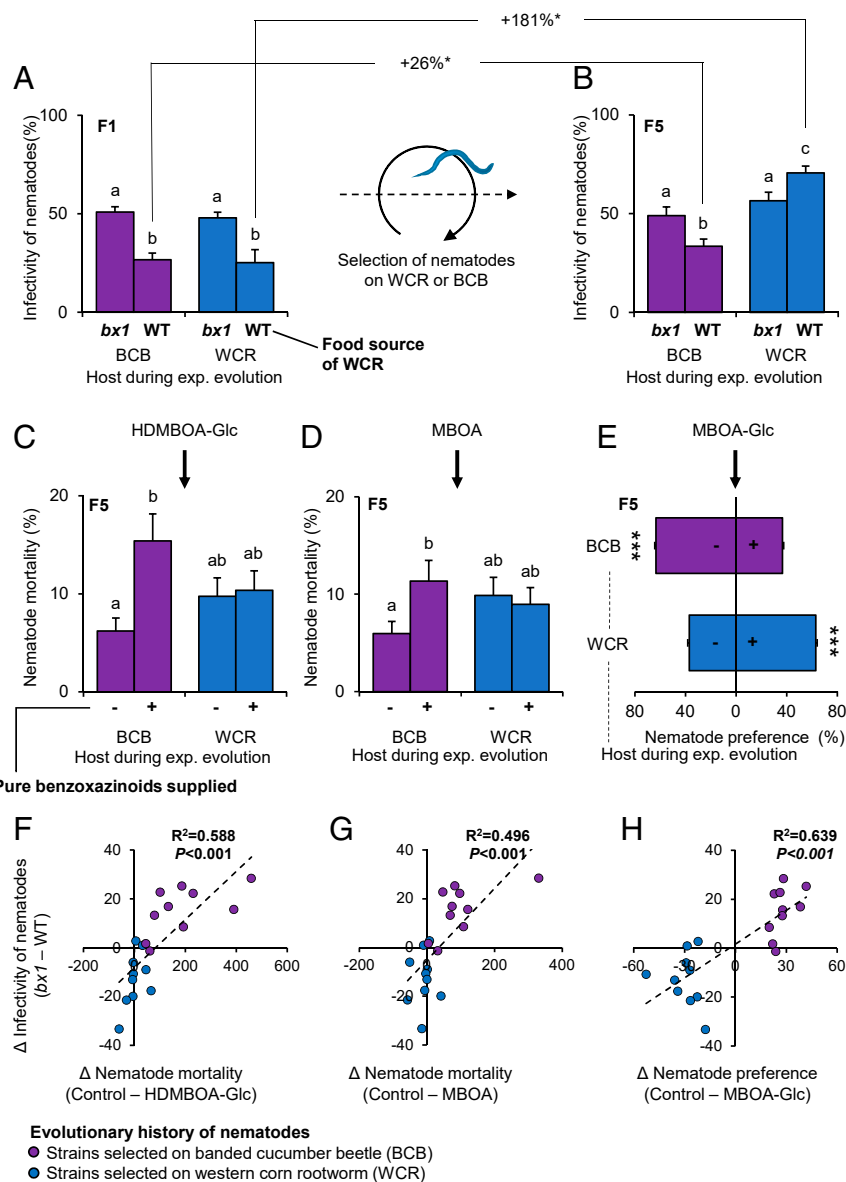 +181%*
+26%*
A
B
Infectivity of nematodes(%)
100
50
0
F1
a
b
a
b
bx1 WT bx1 WT
BCB WCR
Host during exp. evolution
Food source
of WCR
Selection of nematodes
on WCR or BCB
Infectivity of nematodes(%)
100
50
0
F5
a
b
a
c
bx1 WT bx1 WT
BCB WCR
Host during exp. evolution
C
HDMBOA-Glc
Nematode mortality (%)
20
10
0
F5
a
b
ab
ab
- + - +
BCB WCR
Host during exp. evolution
Pure benzoxazinoids supplied
D
MBOA
Nematode mortality (%)
20
10
0
F5
a
b
ab
ab
- + - +
BCB WCR
Host during exp. evolution
E
MBOA-Glc
F5
BCB
***
- +
WCR
- +
***
80 40 0 40 80
Nematode preference (%)
Host during exp. evolution
F
R²=0.588
P<0.001
Δ Infectivity of nematodes
(bx1 – WT)
40
20
0
-20
-40
-200 200 400 600
Δ Nematode mortality
(Control – HDMBOA-Glc)
G
R²=0.496
P<0.001
40
20
0
-20
-40
-200 0 200 400
Δ Nematode mortality
(Control – MBOA)
H
R²=0.639
P<0.001
40
20
0
-20
-40
-60 -30 0 30 60
Δ Nematode preference
(Control – MBOA-Glc)
Evolutionary history of nematodes
Strains selected on banded cucumber beetle (BCB)
Strains selected on western corn rootworm (WCR)